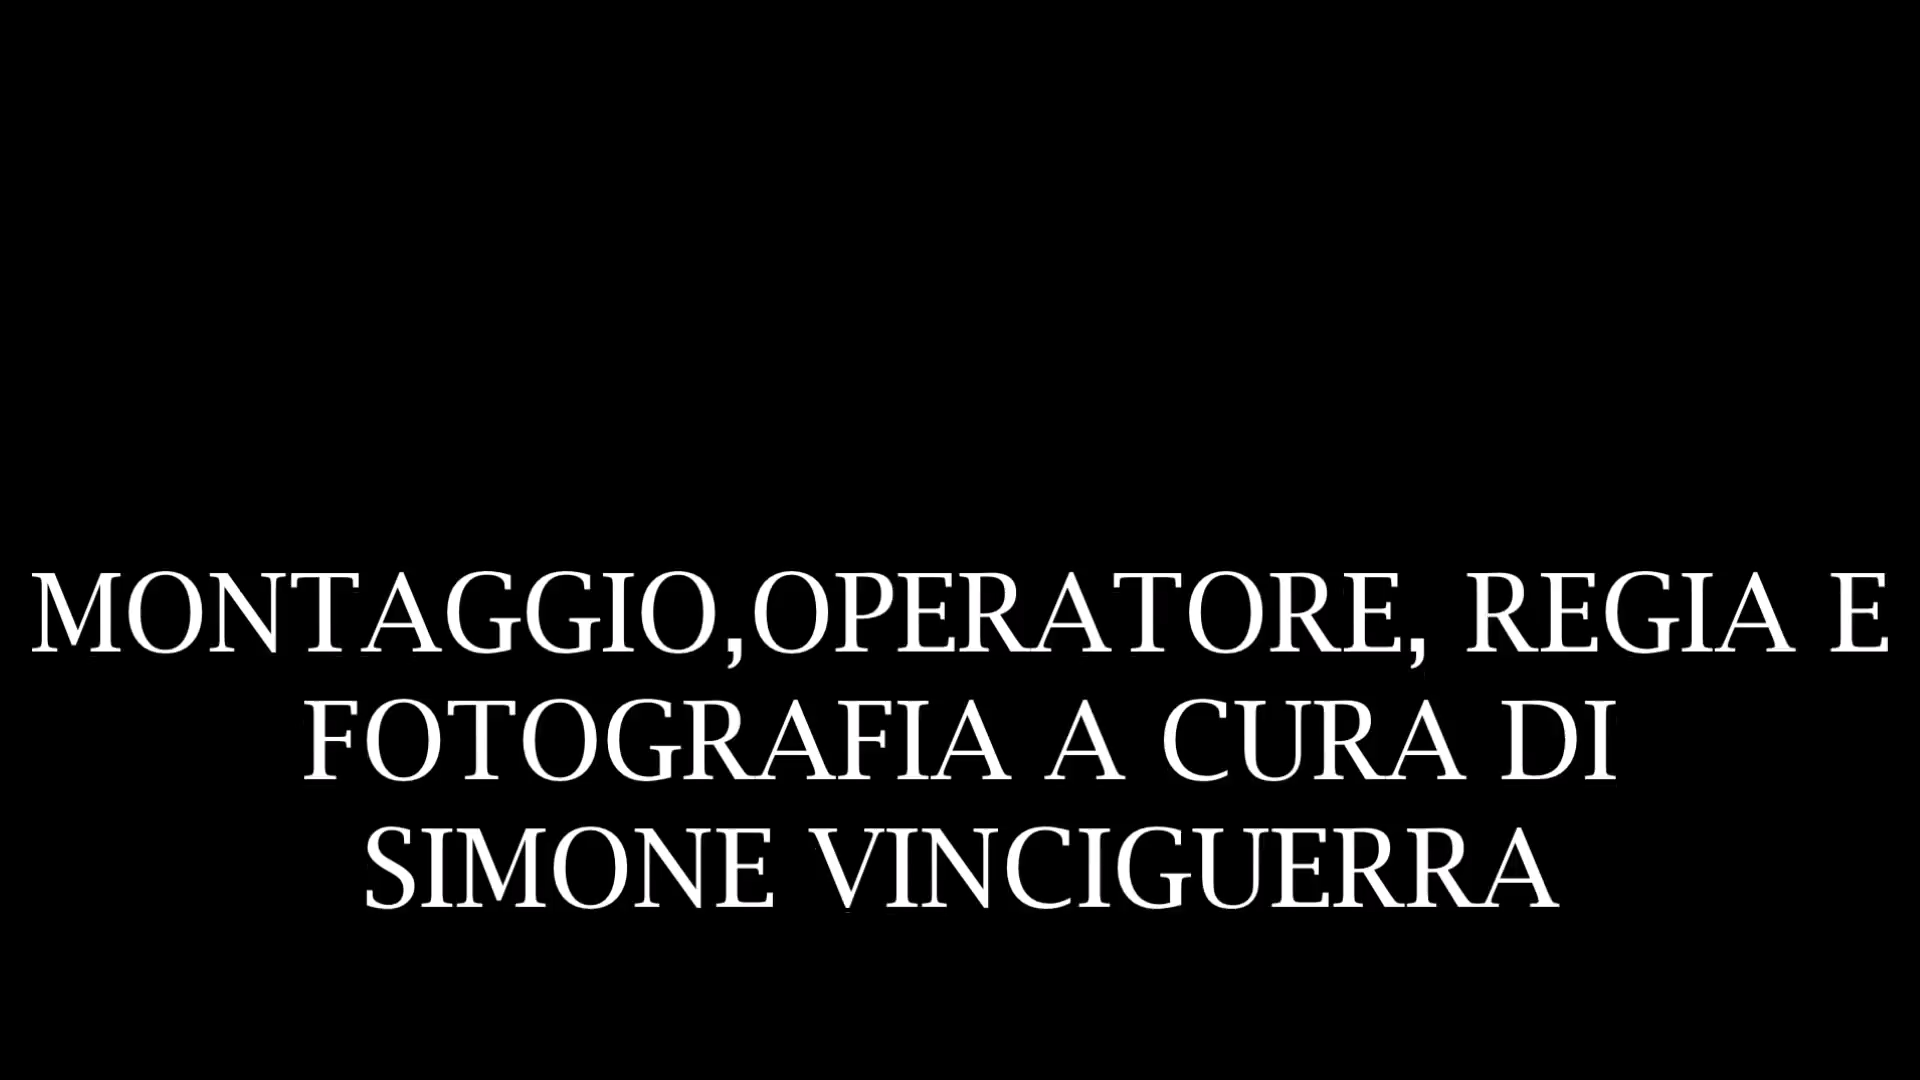 MONTAGGIO,OPERATORE, REGIA E
FOTOGRAFIA A CURA DI
SIMONE VINCIGUERRA